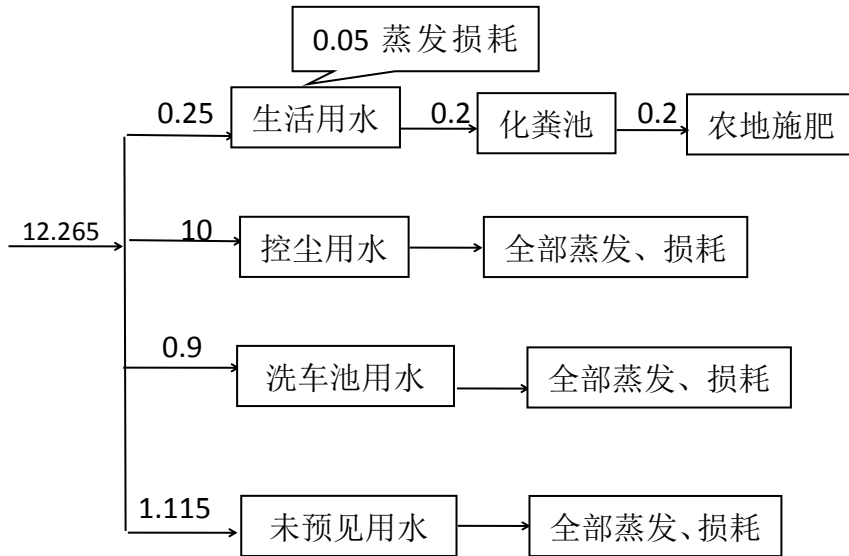 0.05 蒸发损耗
0.25 生活用水 0.2 化粪池 0.2 农地施肥
12.265 10 控尘用水 全部蒸发、损耗
0.9 洗车池用水 全部蒸发、损耗
1.115 未预见用水 全部蒸发、损耗